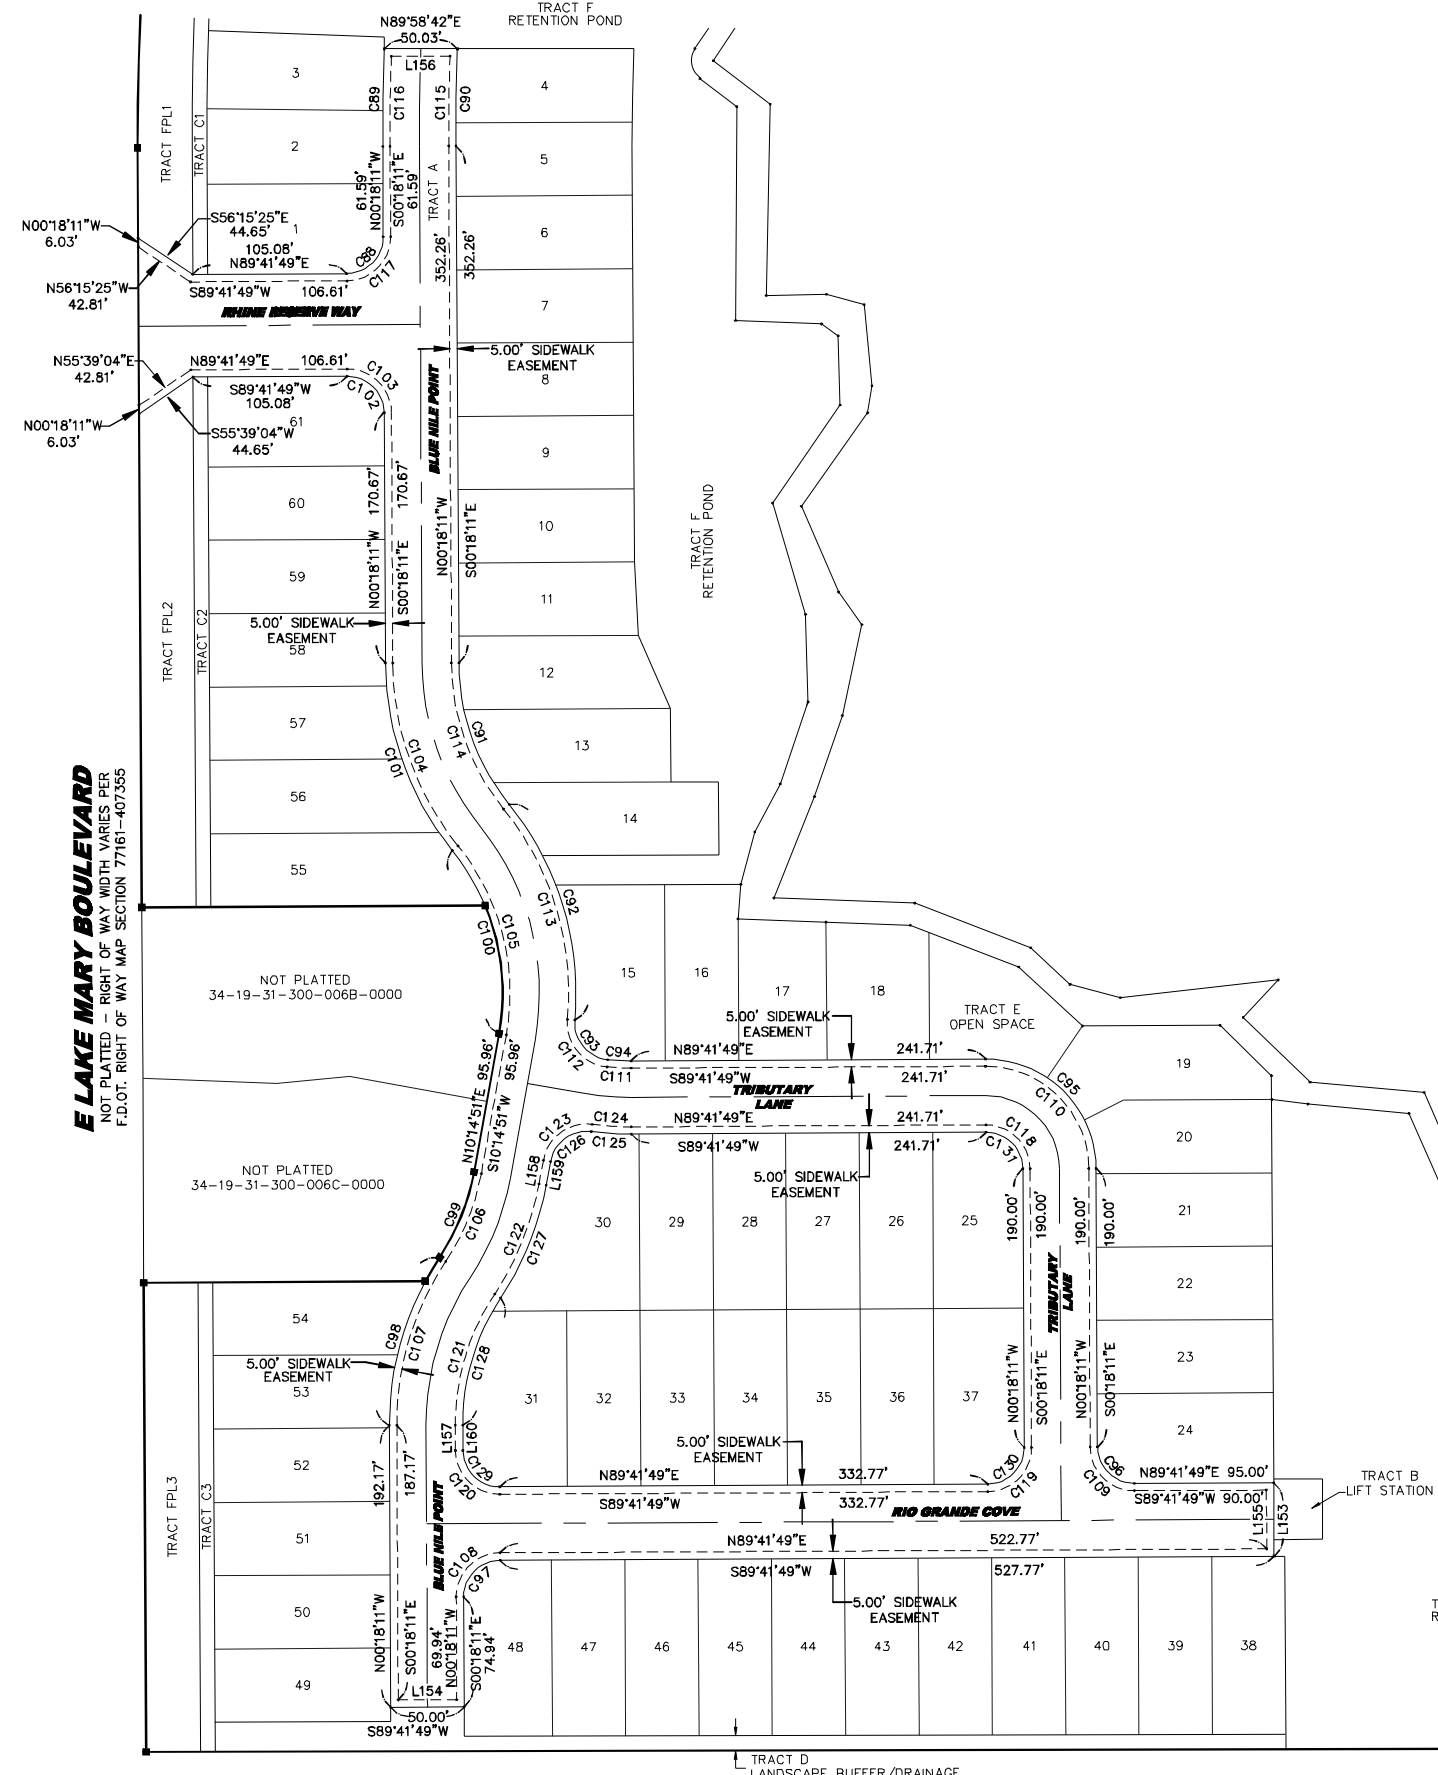 TRACT F
RETENTION POND
N89°58'42"E
50.03'
L156
3
2
1
4
5
6
7
8
9
10
11
12
13
14
C89
C116
C115
C90
TRACT FPL1
TRACT C1
TRACT A
61.59'
N00°18'11"W
S00°18'11"E
61.59'
352.26'
352.26'
N00°18'11"W
6.03'
S56°15'25"E
44.65'
105.08'
N89°41'49"E
C88
C117
N56°15'25"W
42.81'
S89°41'49"W 106.61'
RHINE RESERVE WAY
N55°39'04"E
42.81'
N89°41'49"E 106.61'
S89°41'49"W
105.08'
C103
C102
61
N00°18'11"W
6.03'
S55°39'04"W
44.65'
5.00' SIDEWALK
EASEMENT
BLUE NILE POINT
60
59
58
57
56
55
N00°18'11"W 170.67'
S00°18'11"E 170.67'
N00°18'11"W
S00°18'11"E
TRACT F
RETENTION POND
5.00' SIDEWALK
EASEMENT
TRACT FPL2
TRACT C2
C101
C104
C114
C91
E LAKE MARY BOULEVARD
NOT PLATTED - RIGHT OF WAY WIDTH VARIES PER
F.D.OT. RIGHT OF WAY MAP SECTION 77161-407355
C92
C113
C105
C100
NOT PLATTED
34-19-31-300-006B-0000
15
16
17
18
TRACT E
OPEN SPACE
5.00' SIDEWALK
EASEMENT
C93
C112
C94
C111
N89°41'49"E 241.71'
S89°41'49"W 241.71'
TRIBUTARY
LANE
C95
C110
19
20
21
22
23
24
N10°14'51"E 95.96'
S10°14'51"W 95.96'
C123
C124
C126
C125
N89°41'49"E 241.71'
S89°41'49"W 241.71'
C118
C131
5.00' SIDEWALK
EASEMENT
NOT PLATTED
34-19-31-300-006C-0000
L158
L159
C99
C106
C122
C127
30
29
28
27
26
25
190.00'
190.00'
190.00'
190.00'
TRIBUTARY
LANE
N00°18'11"W
S00°18'11"E
N00°18'11"W
S00°18'11"E
54
53
52
51
50
49
C98
C107
C121
C128
5.00' SIDEWALK
EASEMENT
31
32
33
34
35
36
37
L157
L160
C129
C120
5.00' SIDEWALK
EASEMENT
N89°41'49"E 332.77'
S89°41'49"W 332.77'
C130
C119
C96
C109
N89°41'49"E 95.00'
S89°41'49"W 90.00'
L155
L153
TRACT B
LIFT STATION
RIO GRANDE COVE
192.17'
187.17'
BLUE NILE POINT
TRACT FPL3
TRACT C3
C108
C97
N89°41'49"E 522.77'
S89°41'49"W 527.77'
5.00' SIDEWALK
EASEMENT
N00°18'11"W
S00°18'11"E
69.94'
N00°18'11"W
S00°18'11"E
74.94'
48
47
46
45
44
43
42
41
40
39
38
T
R
L154
50.00'
S89°41'49"W
TRACT D
LANDSCAPE BUFFER/DRAINAGE